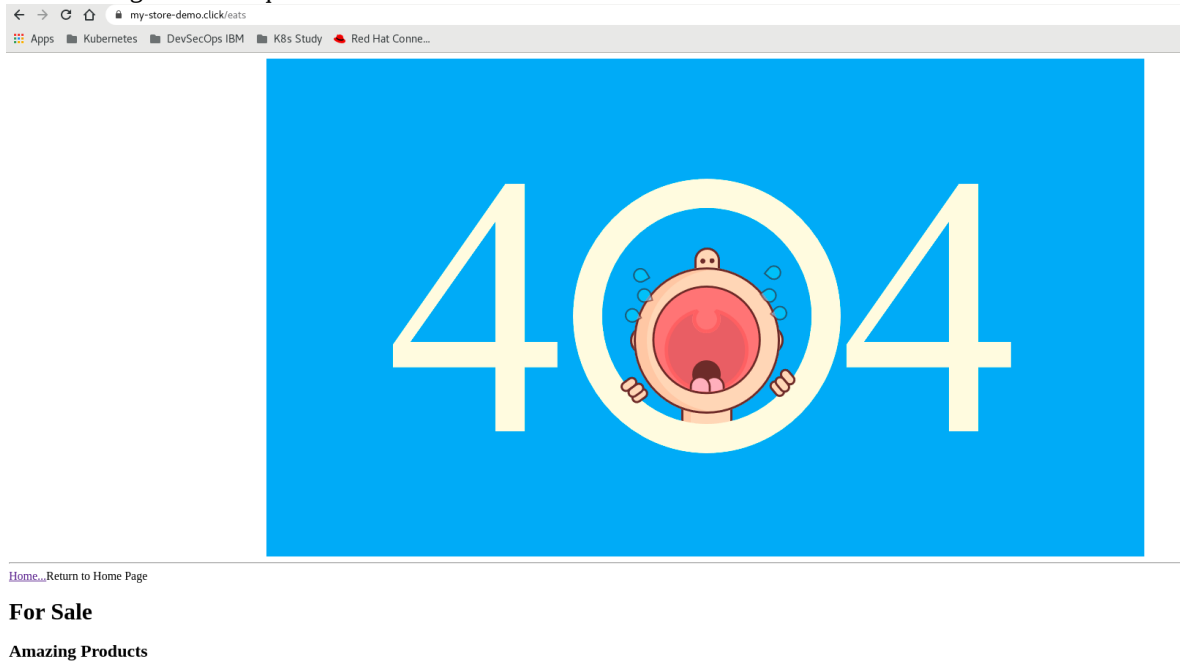 my-store-demo.click/eats
Apps Kubernetes DevSecOps IBM K8s Study Red Hat Conne...
404
Home...Return to Home Page
For Sale
Amazing Products